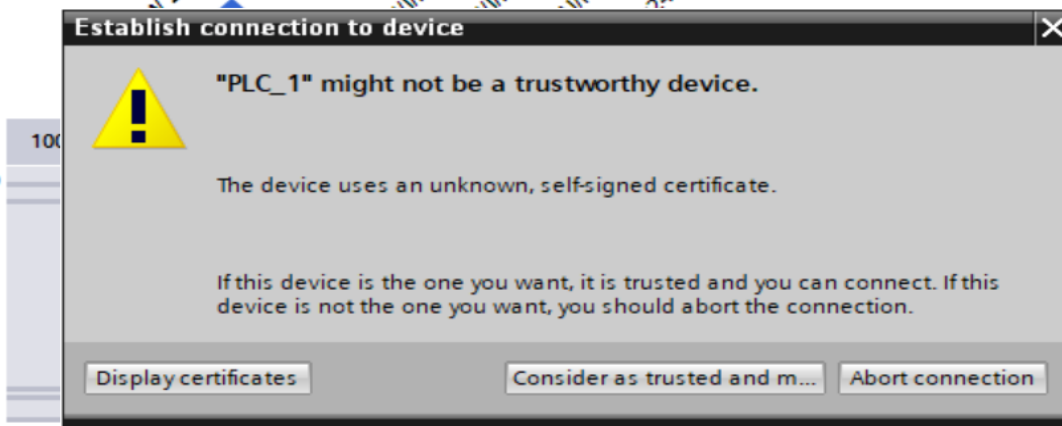 Establish connection to device
"PLC_1" might not be a trustworthy device.
100
The device uses an unknown, self-signed certificate.
If this device is the one you want, it is trusted and you can connect. If this
device is not the one you want, you should abort the connection.
Display certificates
Consider as trusted and m...
Abort connection